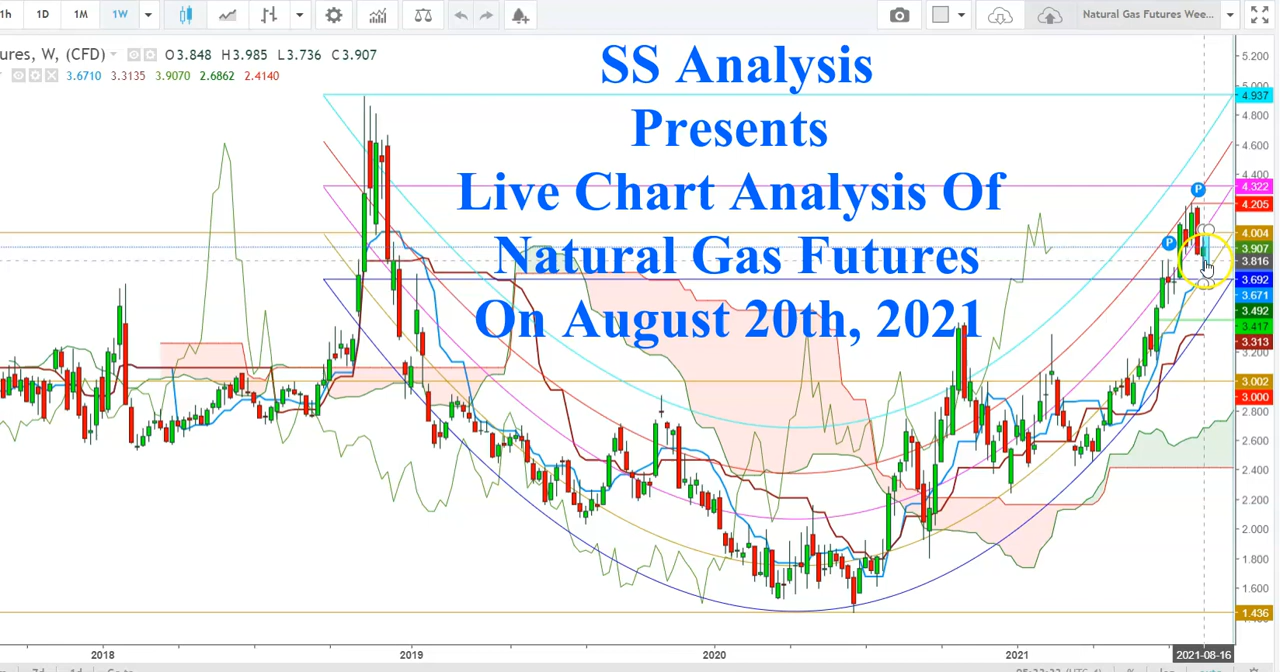 1h 1D 1M 1W Natural Gas Futures Wee...
ures, W, (CFD) O3.848 H3.985 L3.736 C3.907
3.6710 3.3135 3.9070 2.6862 2.4140
SS Analysis
Presents
Live Chart Analysis Of
Natural Gas Futures
On August 20th, 2021
P
P
5.200
5.000
4.937
4.800
4.600
4.400
4.322
4.205
4.004
3.907
3.816
3.692
3.671
3.492
3.417
3.313
3.200
3.002
3.000
2.800
2.600
2.400
2.200
2.000
1.800
1.600
1.436
2018 2019 2020 2021 2021-08-16